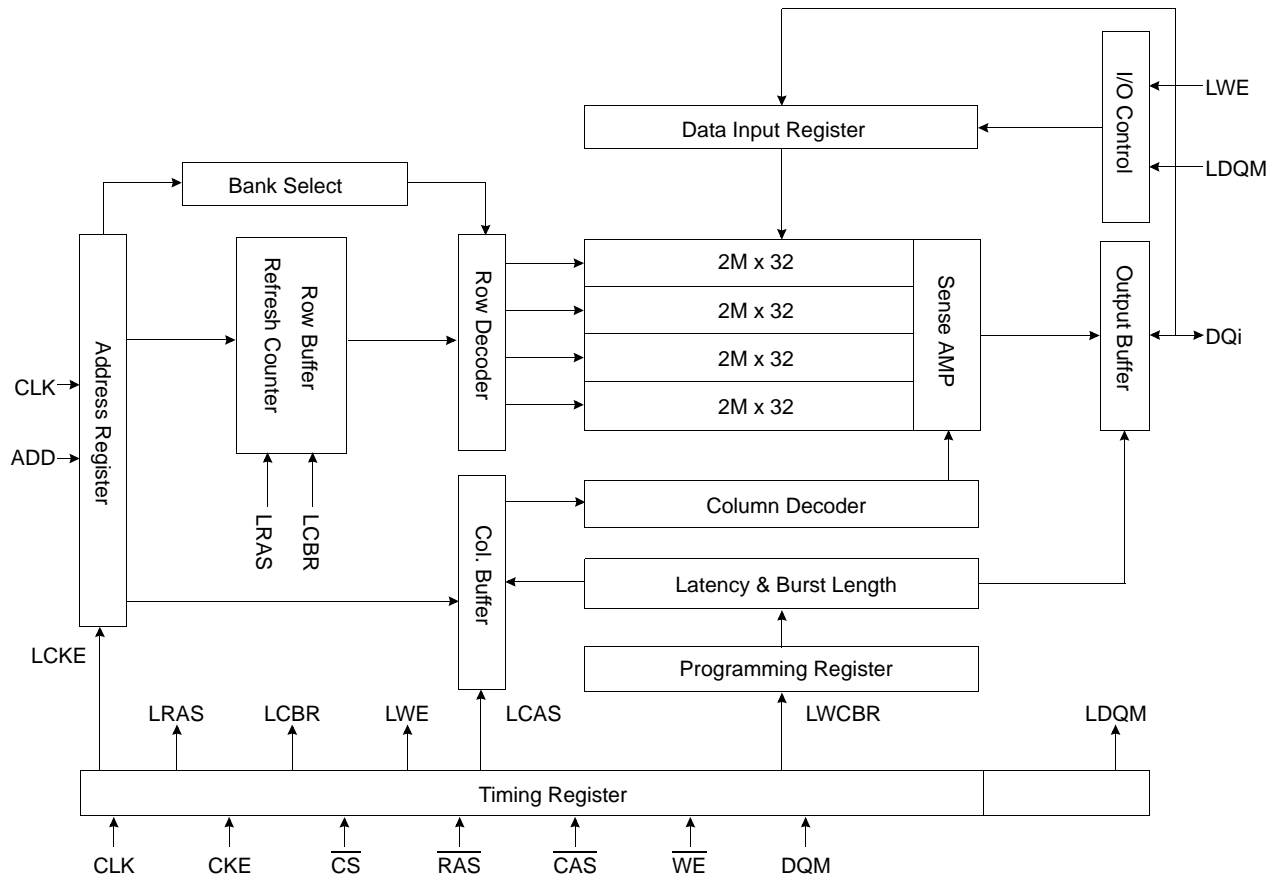 I/O Control
LWE
LDQM
Data Input Register
Bank Select
Address Register
CLK
ADD
Row Buffer
Refresh Counter
LRAS
LCBR
Row Decoder
2M x 32
2M x 32
2M x 32
2M x 32
Sense AMP
Output Buffer
DQi
Col. Buffer
Column Decoder
Latency & Burst Length
Programming Register
LCKE
LRAS
LCBR
LWE
LCAS
LWCBR
LDQM
Timing Register
CLK
CKE
CS
RAS
CAS
WE
DQM